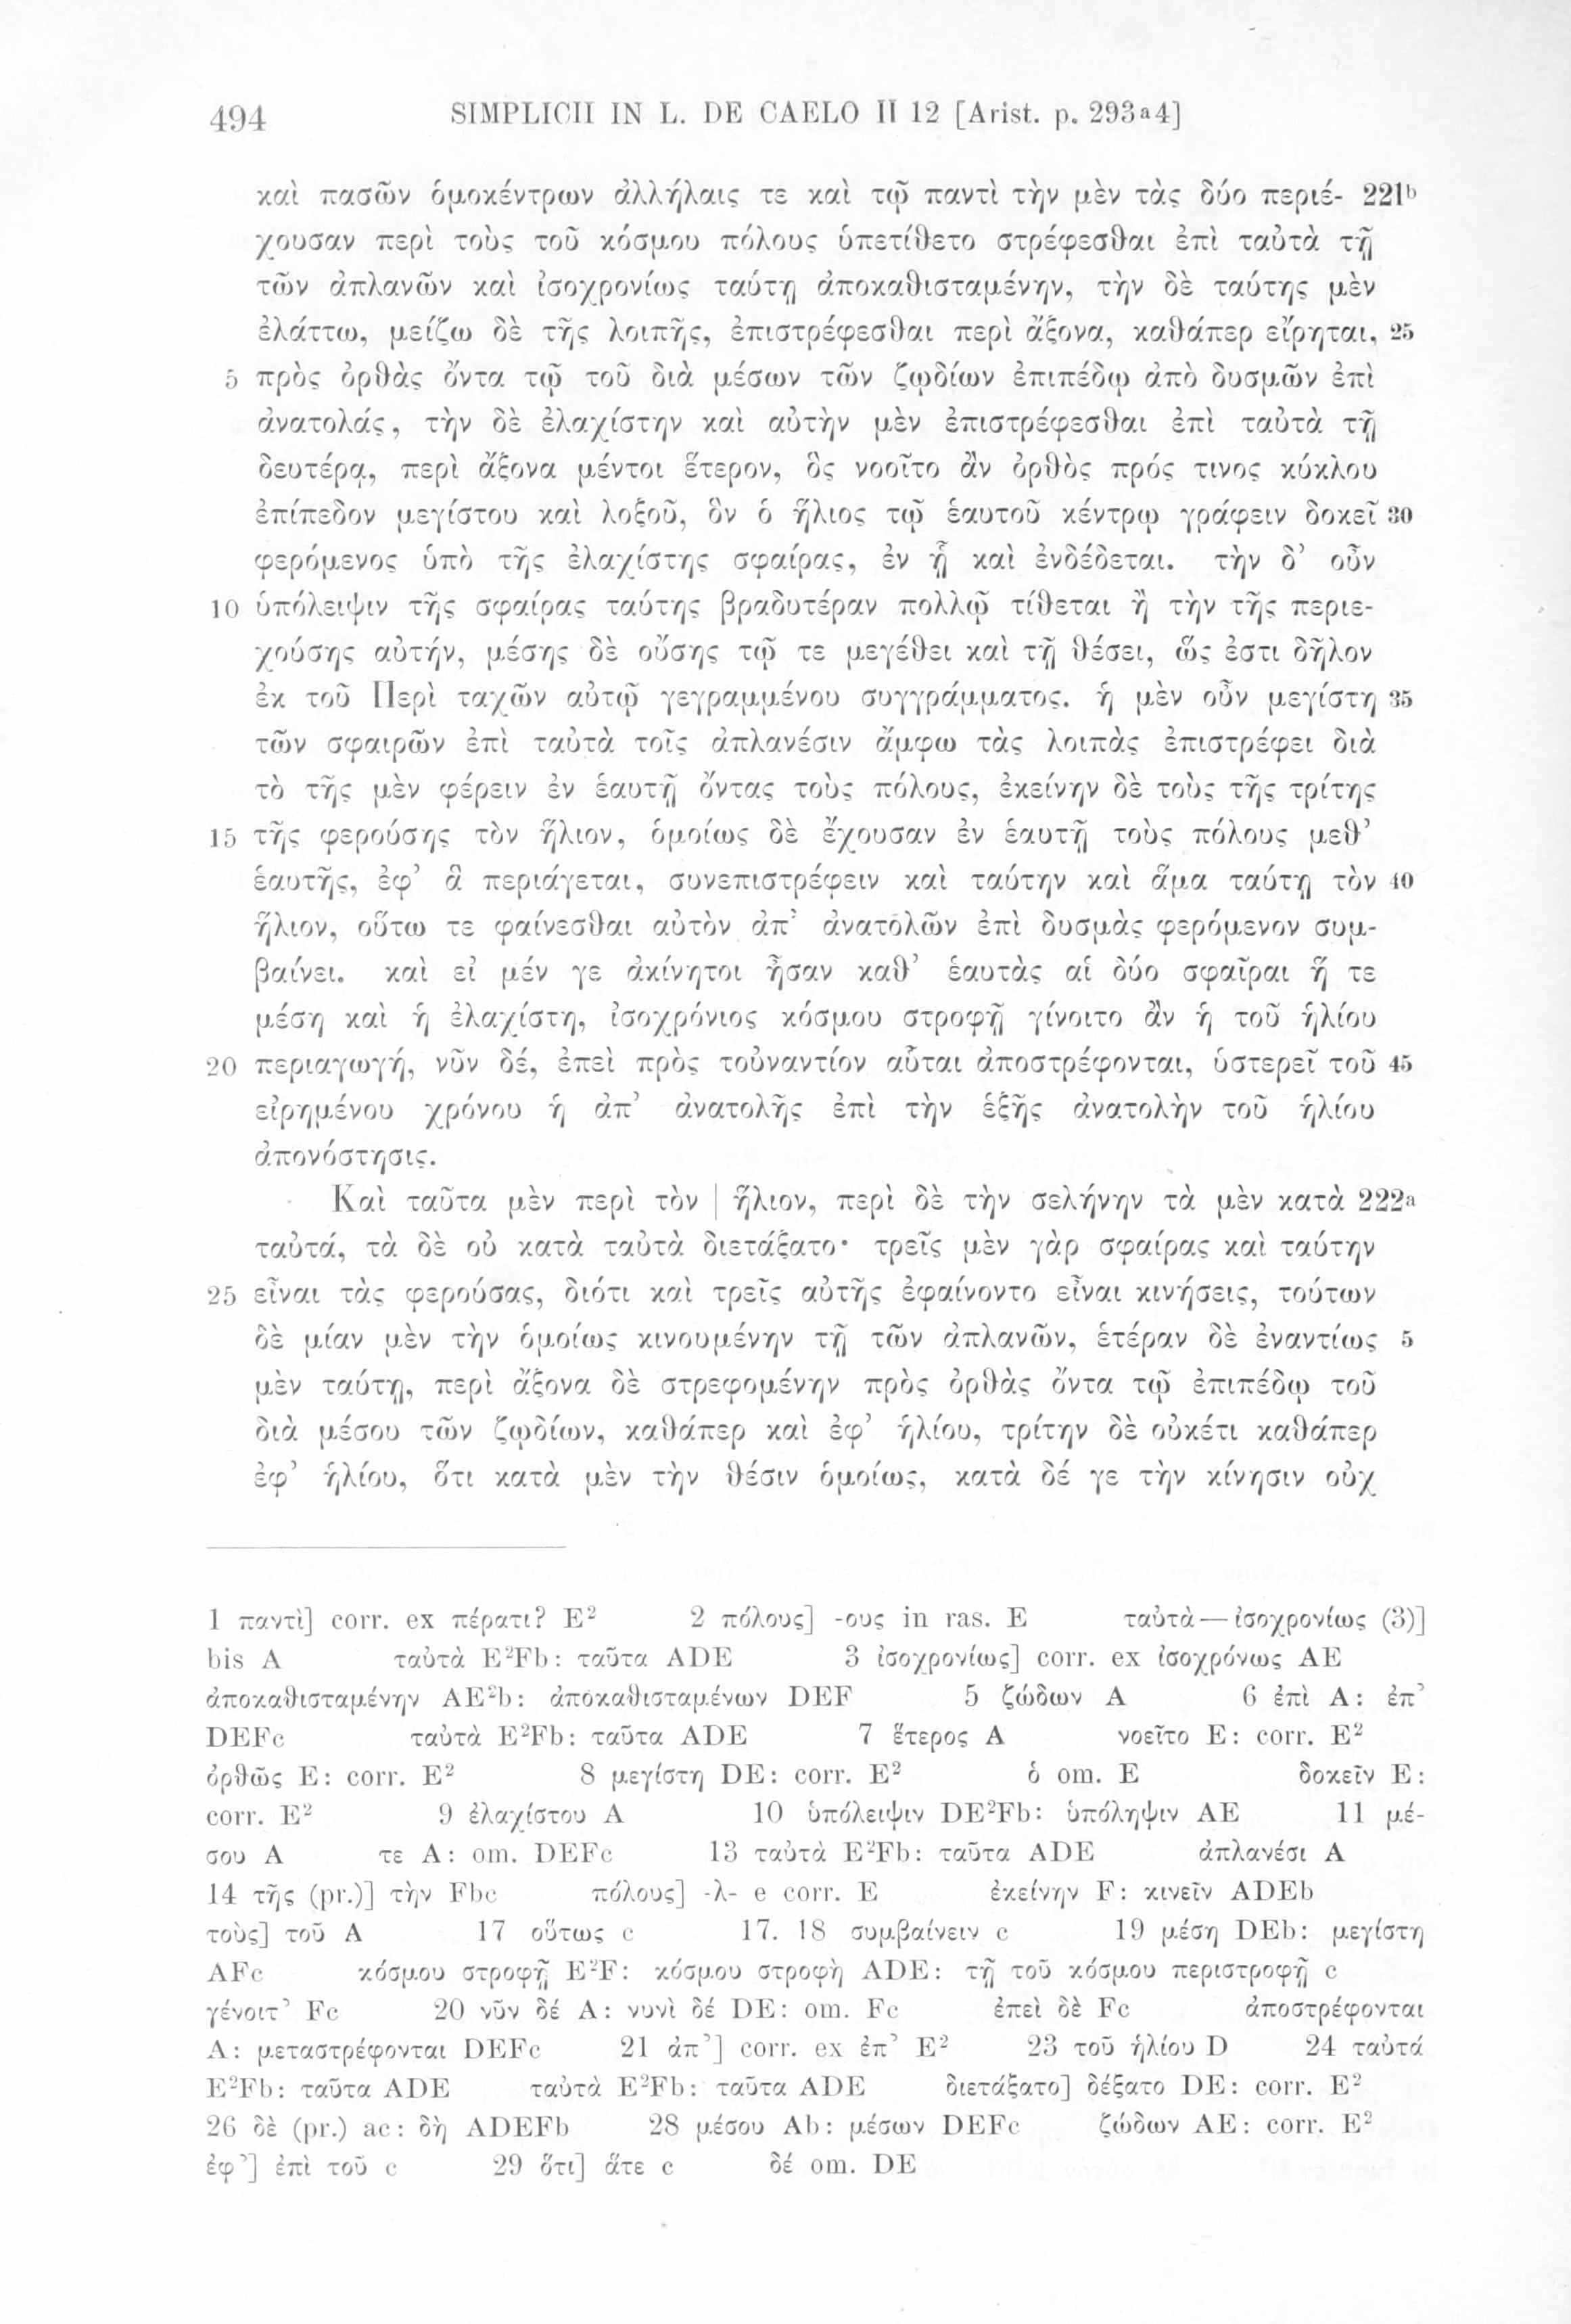 494 SIMPLICII IN L. DE CAELO II 12 [Arist. p. 293a4]
καὶ πασῶν ὁμοκέντρων ἀλλήλαις τε καὶ τῷ παντὶ τὴν μὲν τὰς δύο περιέ- 221b
χουσαν περὶ τοὺς τοῦ κόσμου πόλους ὑπετίθετο στρέφεσθαι ἐπὶ ταὐτὰ τῇ
τῶν ἀπλανῶν καὶ ἰσοχρονίως ταύτῃ ἀποκαθισταμένην, τὴν δὲ ταύτης μὲν
ἐλάττω, μείζω δὲ τῆς λοιπῆς, ἐπιστρέφεσθαι περὶ ἄξονα, καθάπερ εἴρηται, 25
5 πρὸς ὀρθὰς ὄντα τῷ τοῦ διὰ μέσων τῶν ζῳδίων ἐπιπέδῳ ἀπὸ δυσμῶν ἐπὶ
ἀνατολάς, τὴν δὲ ἐλαχίστην καὶ αὐτὴν μὲν ἐπιστρέφεσθαι ἐπὶ ταὐτὰ τῇ
δευτέρᾳ, περὶ ἄξονα μέντοι ἕτερον, ὃς νοοῖτο ἂν ὀρθὸς πρός τινος κύκλου
ἐπίπεδον μεγίστου καὶ λοξοῦ, ὃν ὁ ἥλιος τῷ ἑαυτοῦ κέντρῳ γράφειν δοκεῖ 30
φερόμενος ὑπὸ τῆς ἐλαχίστης σφαίρας, ἐν ᾗ καὶ ἐνδέδεται. τὴν δ’ οὖν
10 ὑπόλειψιν τῆς σφαίρας ταύτης βραδυτέραν πολλῷ τίθεται ἢ τὴν τῆς περιε-
χούσης αὐτήν, μέσης δὲ οὔσης τῷ τε μεγέθει καὶ τῇ θέσει, ὥς ἐστι δῆλον
ἐκ τοῦ Περὶ ταχῶν αὐτῷ γεγραμμένου συγγράμματος. ἡ μὲν οὖν μεγίστη 35
τῶν σφαιρῶν ἐπὶ ταὐτὰ τοῖς ἀπλανέσιν ἄμφω τὰς λοιπὰς ἐπιστρέφει διὰ
τὸ τῆς μὲν φέρειν ἐν ἑαυτῇ ὄντας τοὺς πόλους, ἐκείνην δὲ τοὺς τῆς τρίτης
15 τῆς φερούσης τὸν ἥλιον, ὁμοίως δὲ ἔχουσαν ἐν ἑαυτῇ τοὺς πόλους μεθ’
ἑαυτῆς, ἐφ’ ἃ περιάγεται, συνεπιστρέφειν καὶ ταύτην καὶ ἅμα ταύτῃ τὸν 40
ἥλιον, οὕτω τε φαίνεσθαι αὐτὸν ἀπ’ ἀνατολῶν ἐπὶ δυσμὰς φερόμενον συμ-
βαίνει. καὶ εἰ μέν γε ἀκίνητοι ἦσαν καθ’ ἑαυτὰς αἱ δύο σφαῖραι ἥ τε
μέση καὶ ἡ ἐλαχίστη, ἰσοχρόνιος κόσμου στροφῇ γίνοιτο ἂν ἡ τοῦ ἡλίου
20 περιαγωγή, νῦν δέ, ἐπεὶ πρὸς τοὐναντίον αὗται ἀποστρέφονται, ὑστερεῖ τοῦ 45
εἰρημένου χρόνου ἡ ἀπ’ ἀνατολῆς ἐπὶ τὴν ἑξῆς ἀνατολὴν τοῦ ἡλίου
ἀπονόστησις.
Καὶ ταῦτα μὲν περὶ τὸν | ἥλιον, περὶ δὲ τὴν σελήνην τὰ μὲν κατὰ 222a
ταὐτά, τὰ δὲ οὐ κατὰ ταὐτὰ διετάξατο· τρεῖς μὲν γὰρ σφαίρας καὶ ταύτην
25 εἶναι τὰς φερούσας, διότι καὶ τρεῖς αὐτῆς ἐφαίνοντο εἶναι κινήσεις, τούτων
δὲ μίαν μὲν τὴν ὁμοίως κινουμένην τῇ τῶν ἀπλανῶν, ἑτέραν δὲ ἐναντίως 5
μὲν ταύτῃ, περὶ ἄξονα δὲ στρεφομένην πρὸς ὀρθὰς ὄντα τῷ ἐπιπέδῳ τοῦ
διὰ μέσου τῶν ζῳδίων, καθάπερ καὶ ἐφ’ ἡλίου, τρίτην δὲ οὐκέτι καθάπερ
ἐφ’ ἡλίου, ὅτι κατὰ μὲν τὴν θέσιν ὁμοίως, κατὰ δέ γε τὴν κίνησιν οὐχ
1 παντὶ] corr. ex πέρατι? E2 2 πόλους] -ους in ras. E ταὐτὰ—ἰσοχρονίως (3)]
bis A ταὐτὰ E2Fb: ταῦτα ADE 3 ἰσοχρονίως] corr. ex ἰσοχρόνως AE
ἀποκαθισταμένην AE2b: ἀποκαθισταμένων DEF 5 ζώδων A 6 ἐπὶ A: ἐπ’
DEFc ταὐτὰ E2Fb: ταῦτα ADE 7 ἕτερος A νοεῖτο E: corr. E2
ὀρθῶς E: corr. E2 8 μεγίστη DE: corr. E2 ὁ om. E δοκεῖν E:
corr. E2 9 ἐλαχίστου A 10 ὑπόλειψιν DE2Fb: ὑπόληψιν AE 11 μέ-
σου A τε A: om. DEFc 13 ταὐτὰ E2Fb: ταῦτα ADE ἀπλανέσι A
14 τῆς (pr.)] τὴν Fbc πόλους] -λ- e corr. E ἐκείνην F: κινεῖν ADEb
τοὺς] τοῦ A 17 οὕτως c 17. 18 συμβαίνειν c 19 μέση DEb: μεγίστη
AFc κόσμου στροφῇ E2F: κόσμου στροφὴ ADE: τῇ τοῦ κόσμου περιστροφῇ c
γένοιτ’ Fc 20 νῦν δέ A: νυνὶ δέ DE: om. Fc ἐπεὶ δὲ Fc ἀποστρέφονται
A: μεταστρέφονται DEFc 21 ἀπ’] corr. ex ἐπ’ E2 23 τοῦ ἡλίου D 24 ταὐτά
E2Fb: ταῦτα ADE ταὐτὰ E2Fb: ταῦτα ADE διετάξατο] δέξατο DE: corr. E2
26 δὲ (pr.) ac: δὴ ADEFb 28 μέσου Ab: μέσων DEFc ζώδων AE: corr. E2
ἐφ’] ἐπὶ τοῦ c 29 ὅτι] ἅτε c δέ om. DE